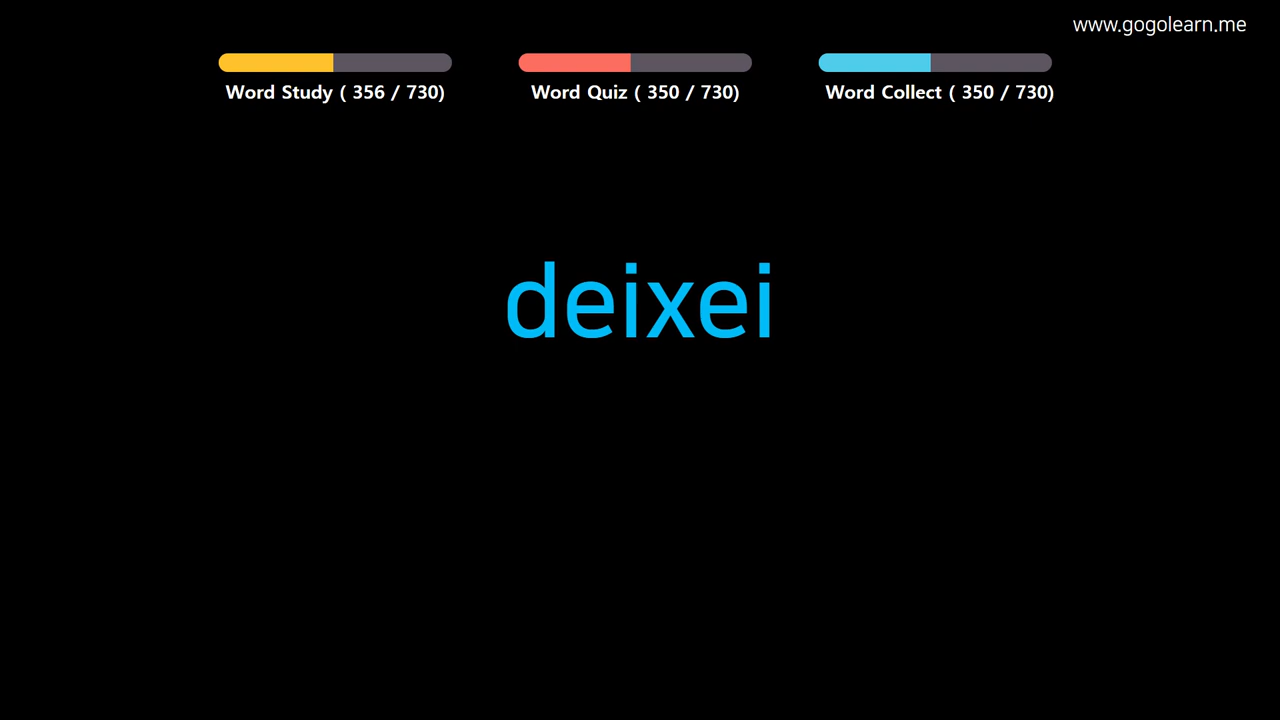 www.gogolearn.me
Word Study ( 356 / 730)
Word Quiz ( 350 / 730)
Word Collect ( 350 / 730)
deixei